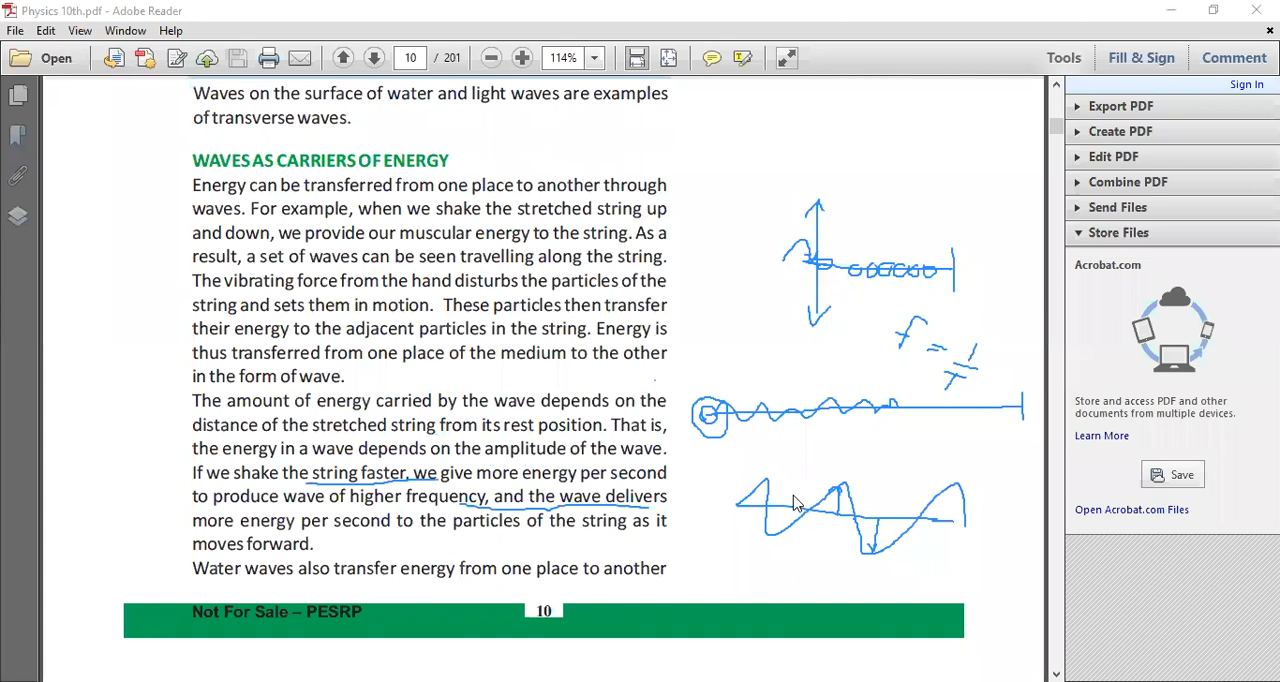 Physics 10th.pdf - Adobe Reader
File Edit View Window Help
Open 10 / 201 114% Tools Fill & Sign Comment
Sign In
Export PDF
Create PDF
Edit PDF
Combine PDF
Send Files
Store Files
Acrobat.com
Store and access PDF and other
documents from multiple devices.
Learn More
Save
Open Acrobat.com Files
Waves on the surface of water and light waves are examples
of transverse waves.
WAVES AS CARRIERS OF ENERGY
Energy can be transferred from one place to another through
waves. For example, when we shake the stretched string up
and down, we provide our muscular energy to the string. As a
result, a set of waves can be seen travelling along the string.
The vibrating force from the hand disturbs the particles of the
string and sets them in motion. These particles then transfer
their energy to the adjacent particles in the string. Energy is
thus transferred from one place of the medium to the other
in the form of wave.
The amount of energy carried by the wave depends on the
distance of the stretched string from its rest position. That is,
the energy in a wave depends on the amplitude of the wave.
If we shake the string faster, we give more energy per second
to produce wave of higher frequency, and the wave delivers
more energy per second to the particles of the string as it
moves forward.
Water waves also transfer energy from one place to another
f = 1/T
Not For Sale – PESRP 10